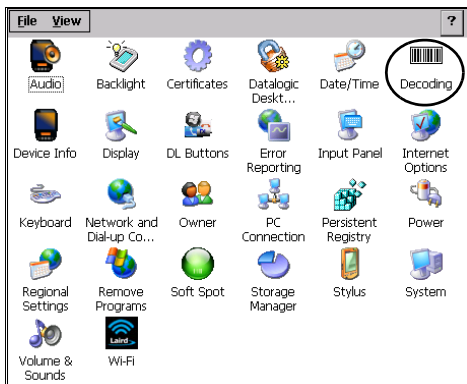 File View ?
Audio Backlight Certificates Datalogic Deskt... Date/Time Decoding
Device Info Display DL Buttons Error Reporting Input Panel Internet Options
Keyboard Network and Dial-up Co... Owner PC Connection Persistent Registry Power
Regional Settings Remove Programs Soft Spot Storage Manager Stylus System
Laird
Volume & Sounds Wi-Fi